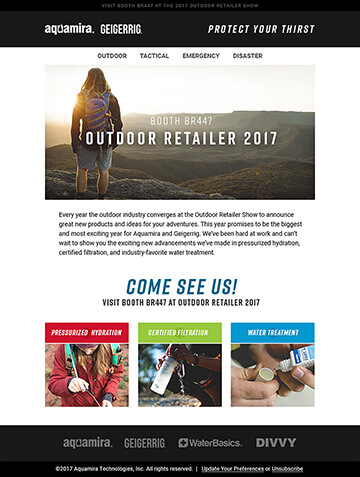 VISIT BOOTH BR447 AT THE 2017 OUTDOOR RETAILER SHOW
aquamira. GEIGERRIG. PROTECT YOUR THIRST
OUTDOOR TACTICAL EMERGENCY DISASTER
BOOTH BR447
OUTDOOR RETAILER 2017
Every year the outdoor industry converges at the Outdoor Retailer Show to announce
great new products and ideas for your adventures. This year promises to be the biggest
and most exciting year for Aquamira and Geigerrig. We've been hard at work and can't
wait to show you the exciting new advancements we've made in pressurized hydration,
certified filtration, and industry-favorite water treatment.
COME SEE US!
VISIT BOOTH BR447 AT OUTDOOR RETAILER 2017
PRESSURIZED HYDRATION CERTIFIED FILTRATION WATER TREATMENT
aquamira. GEIGERRIG. WaterBasics. DIVVY
©2017 Aquamira Technologies, Inc. All rights reserved. | Update Your Preferences or Unsubscribe